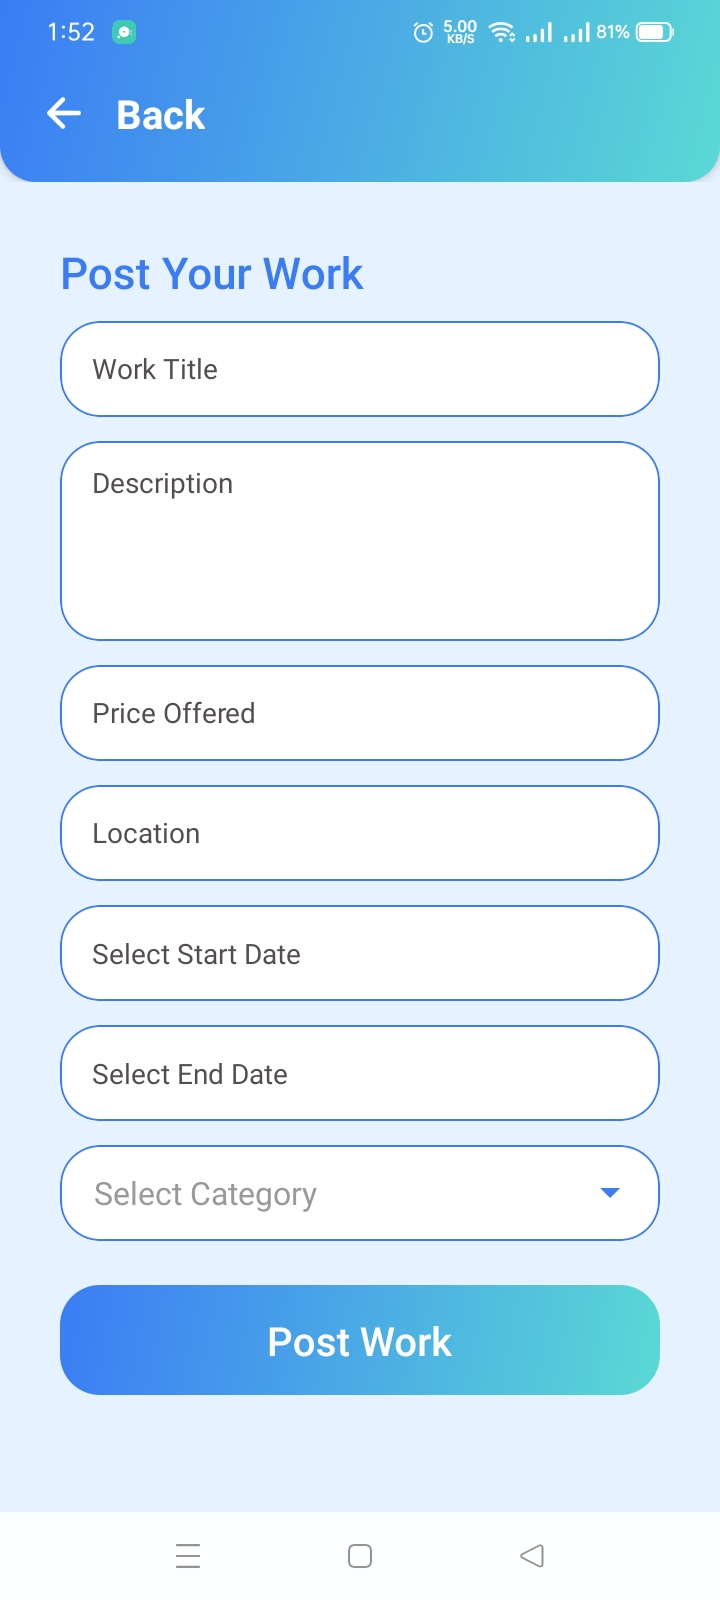 1:52
5.00 KB/S 81%
Back
Post Your Work
Work Title
Description
Price Offered
Location
Select Start Date
Select End Date
Select Category
Post Work